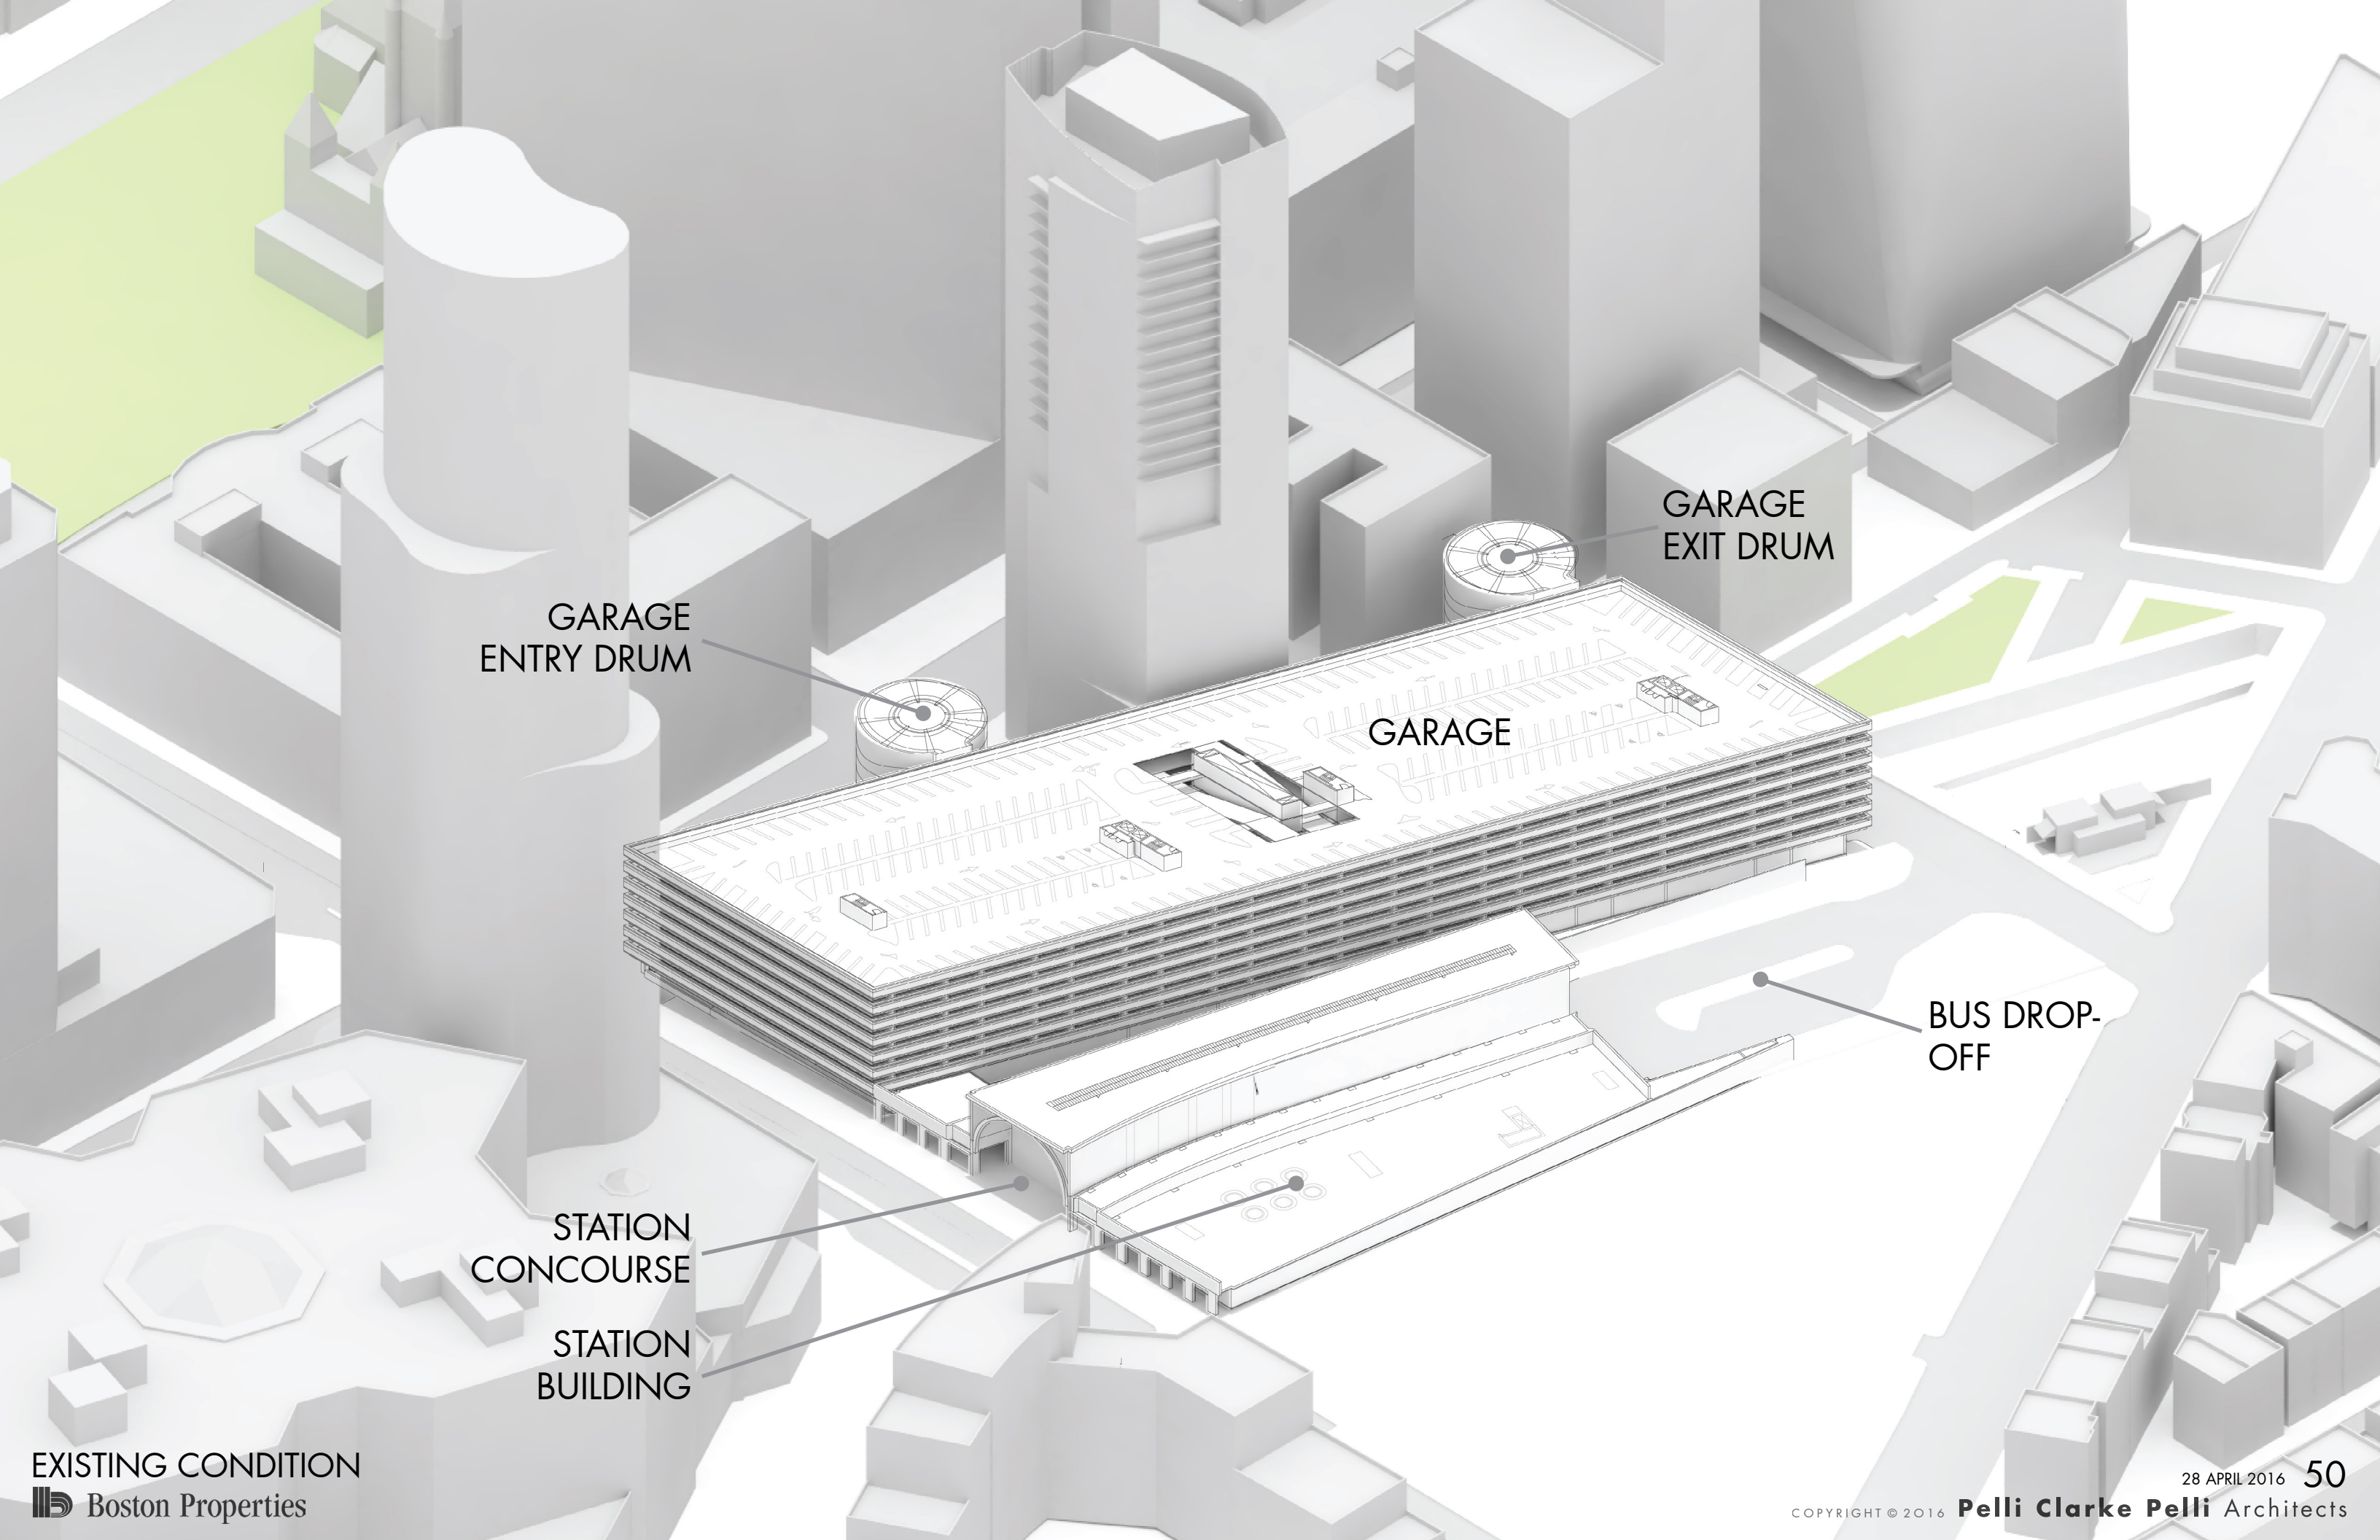 GARAGE
EXIT DRUM
GARAGE
ENTRY DRUM
GARAGE
BUS DROP-
OFF
STATION
CONCOURSE
STATION
BUILDING
EXISTING CONDITION
Boston Properties
28 APRIL 2016 50
COPYRIGHT © 2016 Pelli Clarke Pelli Architects